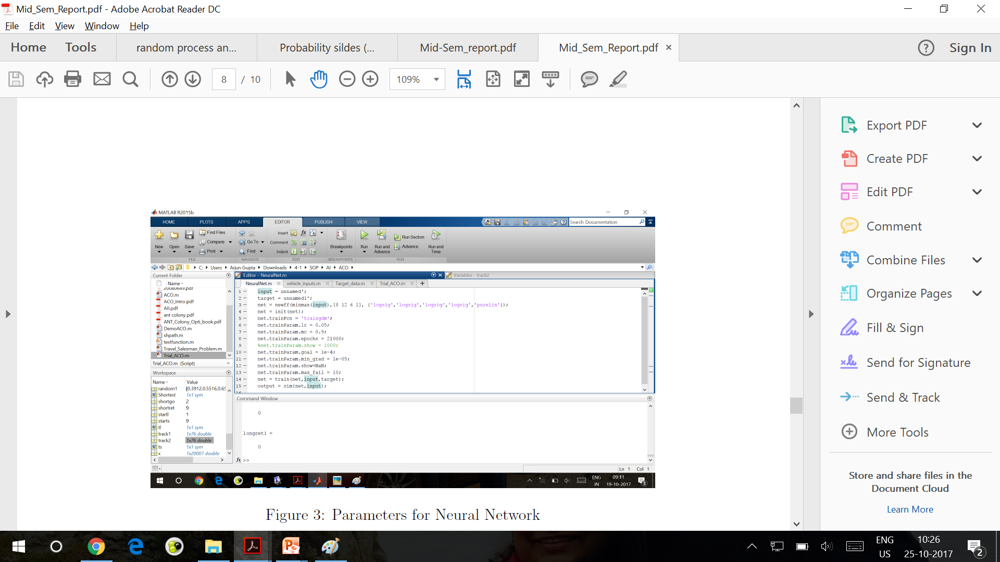 Mid_Sem_Report.pdf - Adobe Acrobat Reader DC
File Edit View Window Help
Home Tools random process an... Probability sildes (... Mid-Sem_report.pdf Mid_Sem_Report.pdf × Sign In
8 / 10 109%
MATLAB R2015b
HOME PLOTS APPS EDITOR PUBLISH VIEW Search Documentation
New Open Save Find Files Compare Print Go To Find Insert Comment Indent Breakpoints Run Run and Advance Run Section Advance Run and Time
FILE NAVIGATE EDIT BREAKPOINTS RUN
C: Users Arjun Gupta Downloads 4-1 SOP AI ACO
Current Folder
Name
20080649.pdf
ACO.m
ACO_Intro.pdf
AII.pdf
ant colony.pdf
ANT_Colony_Opti_book.pdf
DemoACO.m
shpath.m
testfunction.m
Travel_Salesman_Problem.m
Trial_ACO.m
Trial_ACO.m (Script)
Workspace
Name Value
random1 [0.3912,0.5516,0.65
Shortest 1x1 sym
shortgo 2
shortret 9
startl 1
starts 9
tl 1x1 sym
track1 1x76 double
track2 1x76 double
ts 1x1 sym
x 1x20001 double
Editor - NeuralNet.m Variables - track2
NeuralNet.m vehicle_inputs.m Target_data.m Trial_ACO.m +
1 input = unnamed';
2 target = unnamed1';
3 net = newff(minmax(input),[8 12 6 1], {'logsig','logsig','logsig','logsig','purelin'});
4 net = init(net);
5 net.trainFcn = 'traingdm';
6 net.trainParam.lr = 0.05;
7 net.trainParam.mc = 0.9;
8 net.trainParam.epochs = 21000;
9 %net.trainParam.show = 1000;
10 net.trainParam.goal = 1e-4;
11 net.trainParam.min_grad = 1e-05;
12 net.trainParam.show=NaN;
13 net.trainParam.max_fail = 10;
14 net = train(net,input,target);
15 output = sim(net,input);
16
Command Window
0
longret1 =
0
fx >>
Ln 1 Col 1
ENG IN 09:11 19-10-2017 3
Figure 3: Parameters for Neural Network
Export PDF
Create PDF
Edit PDF
Comment
Combine Files
Organize Pages
Fill & Sign
Send for Signature
Send & Track
More Tools
Store and share files in the
Document Cloud
Learn More
ENG US 10:26 25-10-2017 2